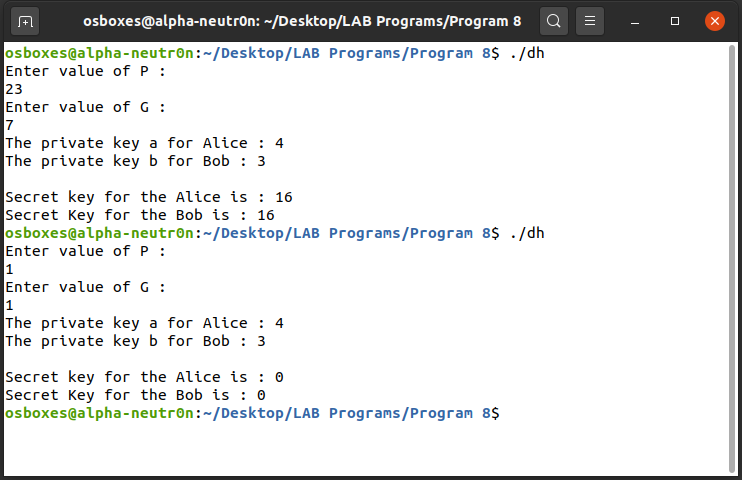 osboxes@alpha-neutr0n: ~/Desktop/LAB Programs/Program 8
osboxes@alpha-neutr0n:~/Desktop/LAB Programs/Program 8$ ./dh
Enter value of P :
23
Enter value of G :
7
The private key a for Alice : 4
The private key b for Bob : 3
Secret key for the Alice is : 16
Secret Key for the Bob is : 16
osboxes@alpha-neutr0n:~/Desktop/LAB Programs/Program 8$ ./dh
Enter value of P :
1
Enter value of G :
1
The private key a for Alice : 4
The private key b for Bob : 3
Secret key for the Alice is : 0
Secret Key for the Bob is : 0
osboxes@alpha-neutr0n:~/Desktop/LAB Programs/Program 8$